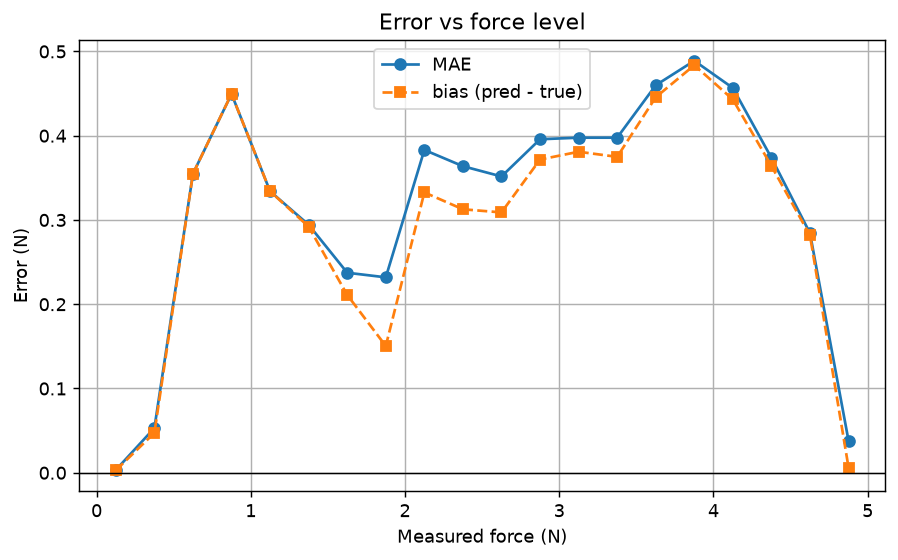 Error vs force level
MAE
bias (pred - true)
Error (N)
0.5
0.4
0.3
0.2
0.1
0.0
0 1 2 3 4 5
Measured force (N)